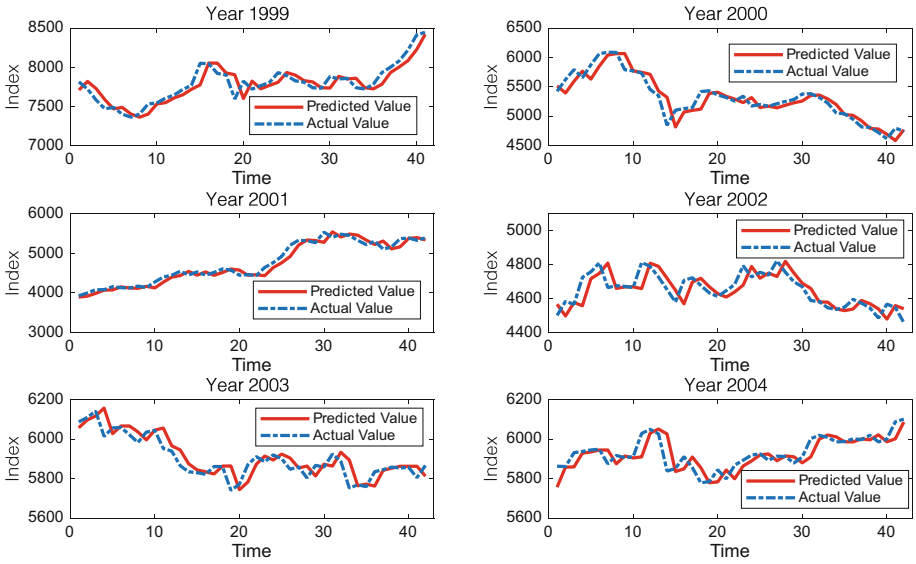 Year 1999
8500
8000
7500
7000
Index
Predicted Value
Actual Value
0 10 20 30 40
Time
Year 2000
6500
6000
5500
5000
4500
Index
Predicted Value
Actual Value
0 10 20 30 40
Time
Year 2001
6000
5000
4000
3000
Index
Predicted Value
Actual Value
0 10 20 30 40
Time
Year 2002
5000
4800
4600
4400
Index
Predicted Value
Actual Value
0 10 20 30 40
Time
Year 2003
6200
6000
5800
5600
Index
Predicted Value
Actual Value
0 10 20 30 40
Time
Year 2004
6200
6000
5800
5600
Index
Predicted Value
Actual Value
0 10 20 30 40
Time